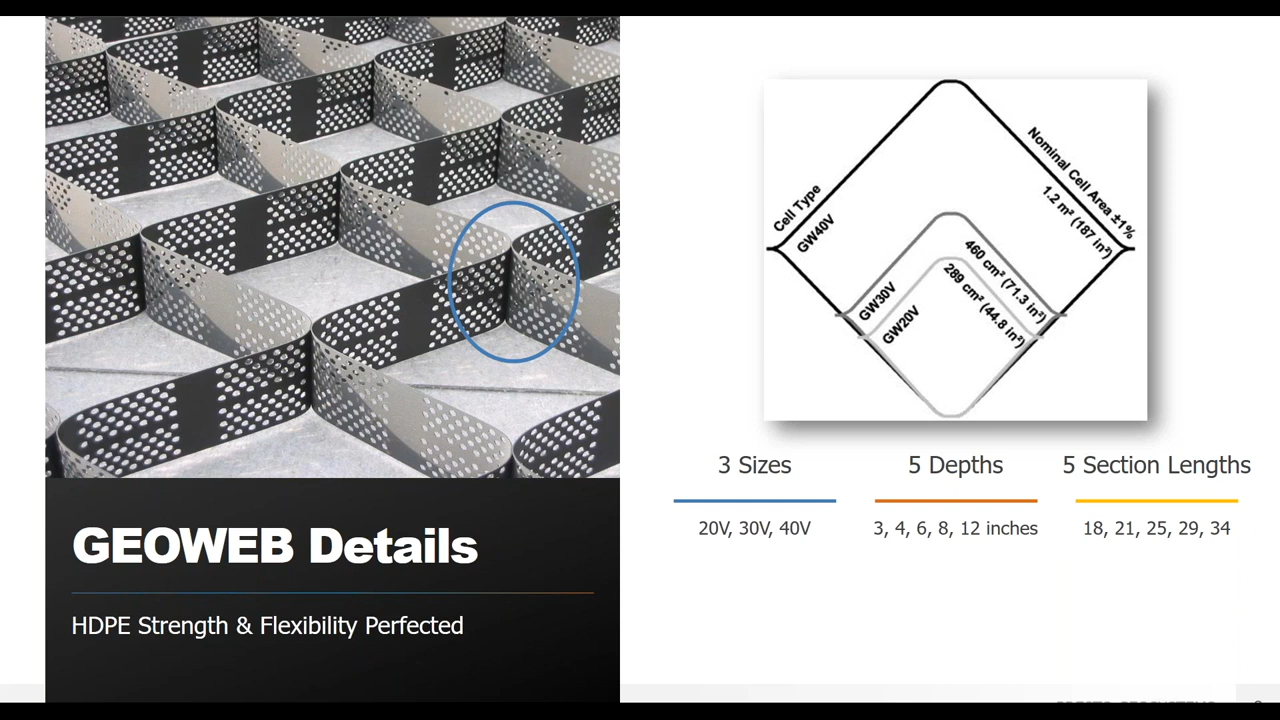 GEOWEB Details
HDPE Strength & Flexibility Perfected
Cell Type
Nominal Cell Area ±1%
GW40V
1.2 m² (187 in²)
GW30V
460 cm² (71.3 in²)
GW20V
289 cm² (44.8 in²)
3 Sizes
20V, 30V, 40V
5 Depths
3, 4, 6, 8, 12 inches
5 Section Lengths
18, 21, 25, 29, 34